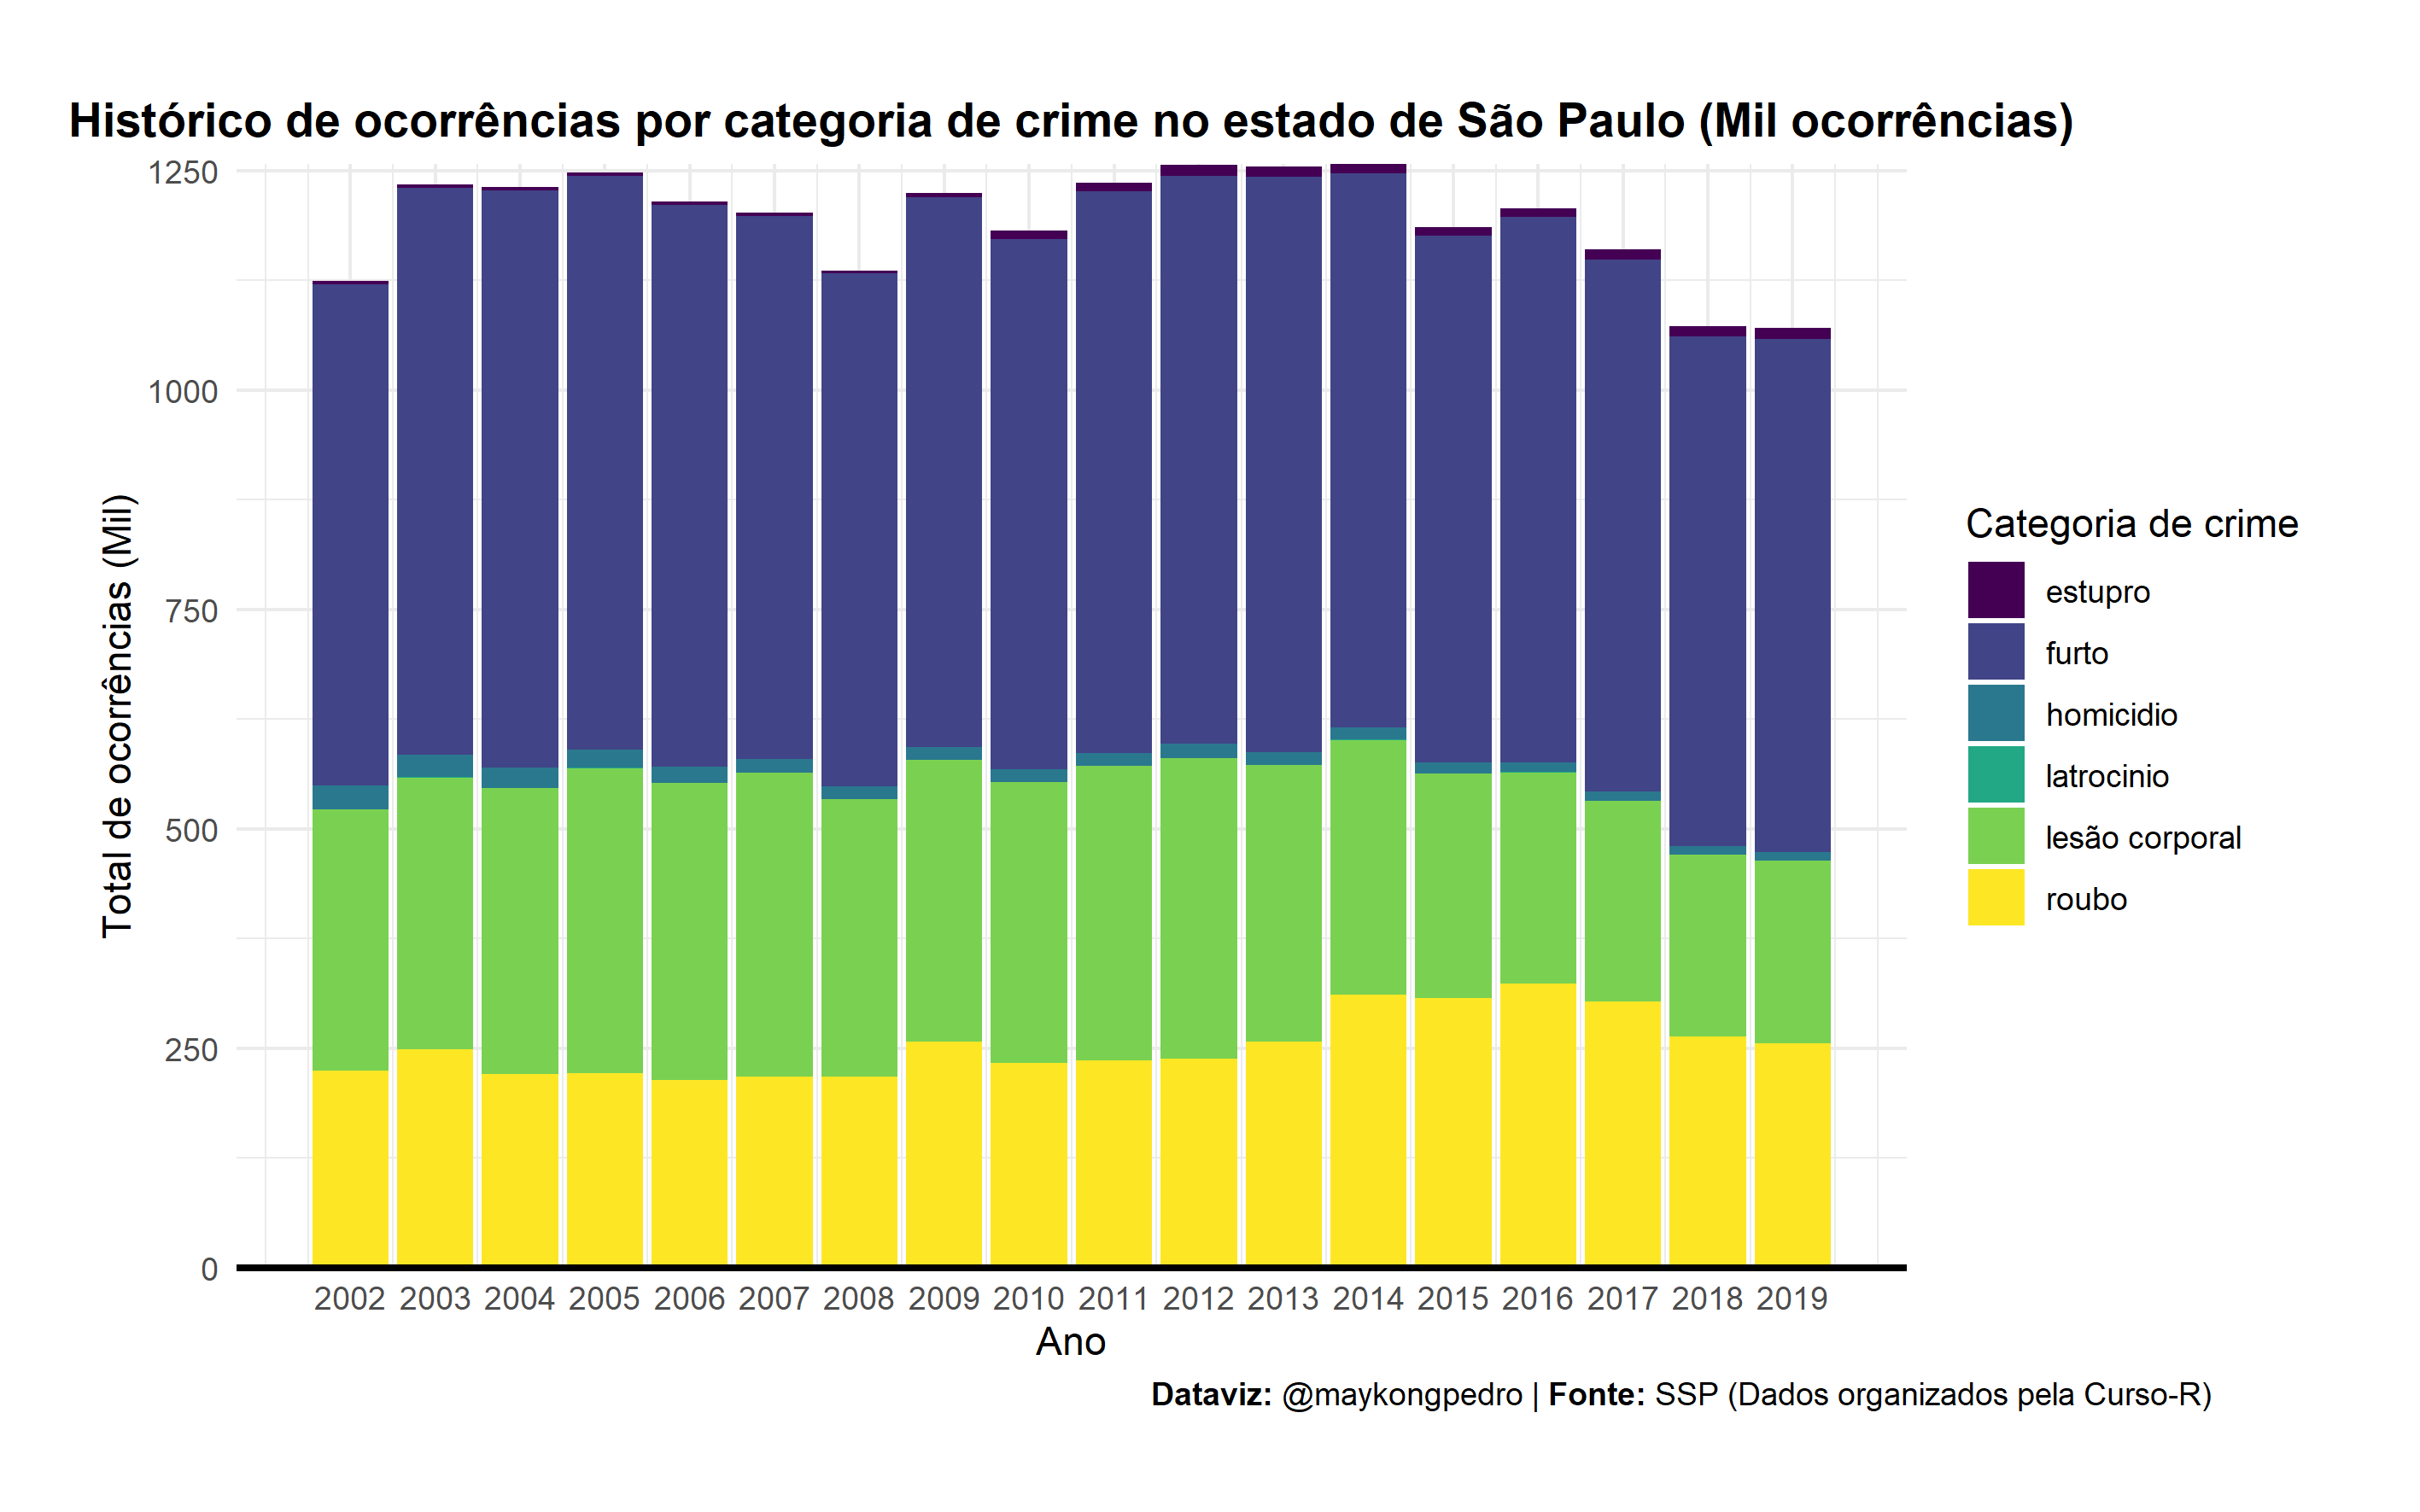 Histórico de ocorrências por categoria de crime no estado de São Paulo (Mil ocorrências)
Total de ocorrências (Mil)
1250
1000
750
500
250
0
2002 2003 2004 2005 2006 2007 2008 2009 2010 2011 2012 2013 2014 2015 2016 2017 2018 2019
Ano
Categoria de crime
estupro
furto
homicidio
latrocinio
lesão corporal
roubo
Dataviz: @maykongpedro | Fonte: SSP (Dados organizados pela Curso-R)